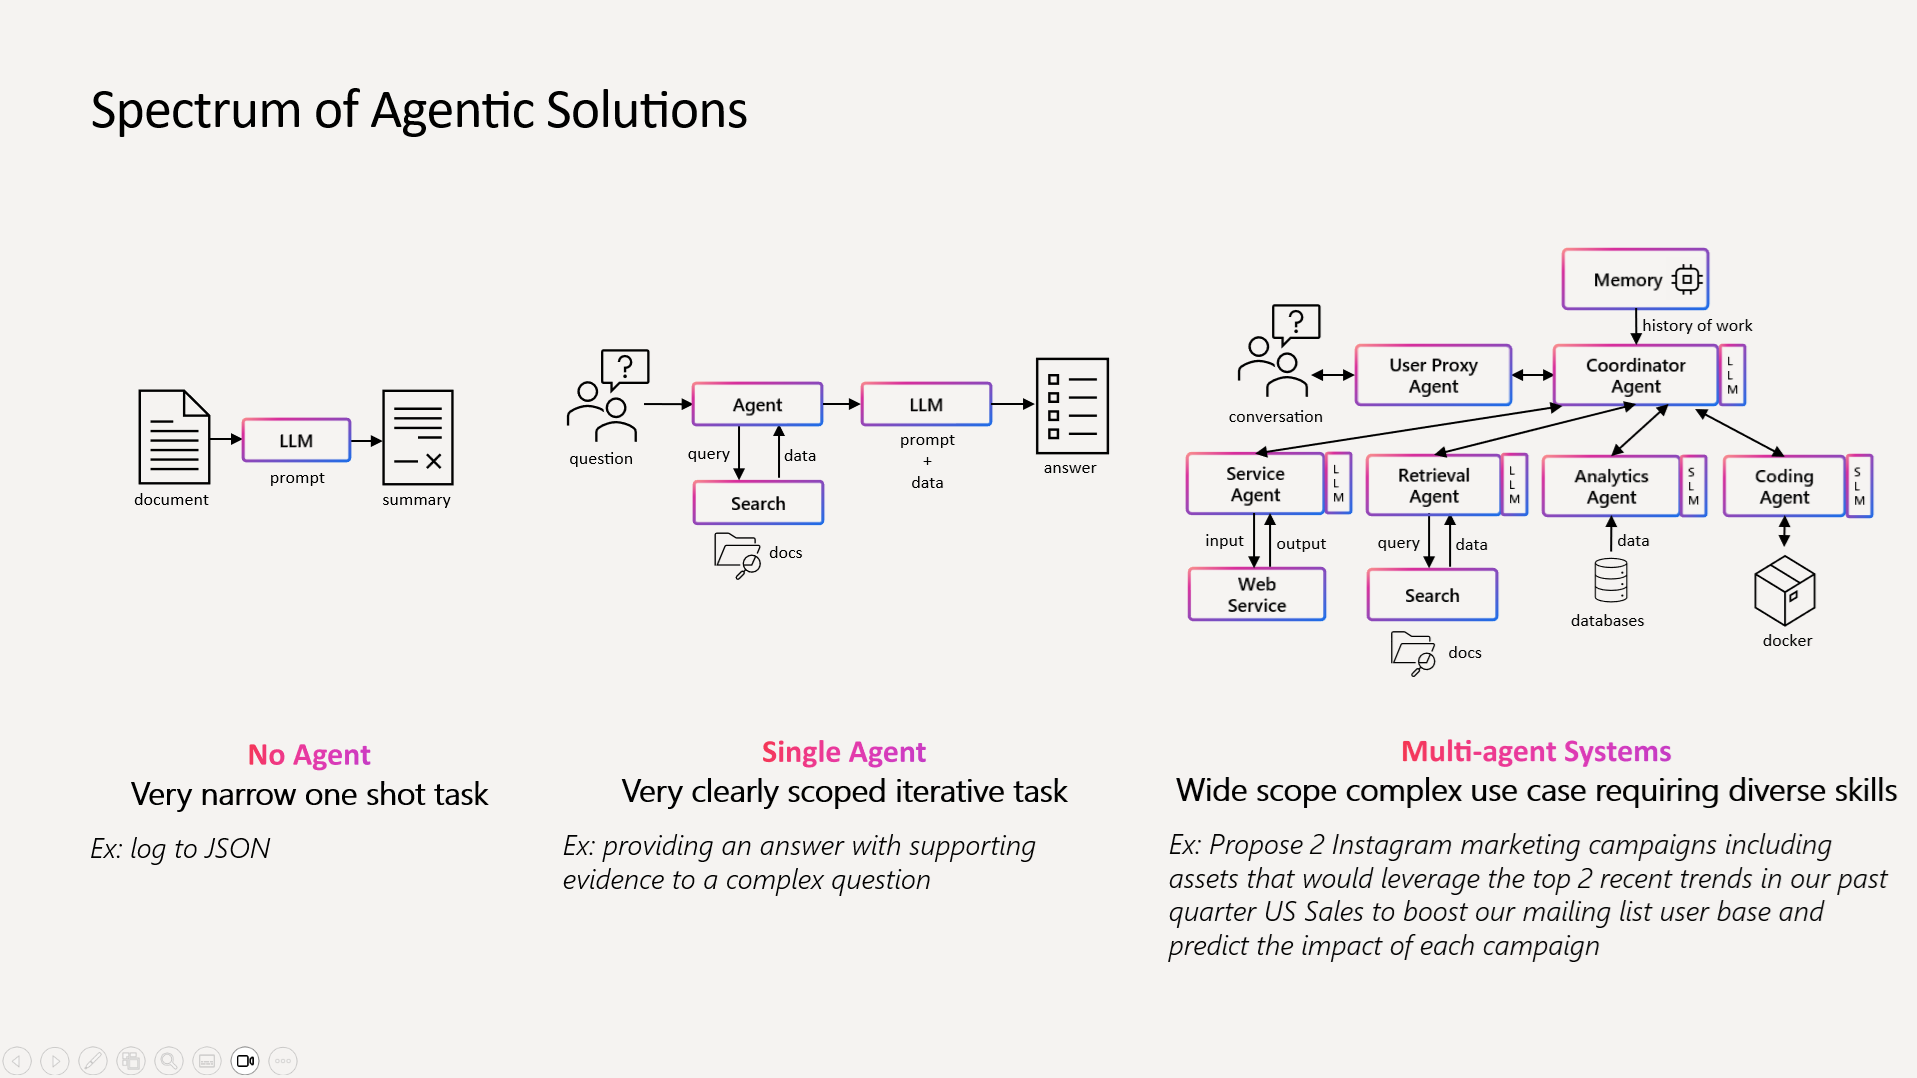 Spectrum of Agentic Solutions
document
LLM
prompt
summary
?
question
Agent
query
data
Search
docs
LLM
prompt
+
data
answer
Memory
history of work
?
conversation
User Proxy
Agent
Coordinator
Agent
LLM
Service
Agent
LLM
input
output
Web
Service
Retrieval
Agent
LLM
query
data
Search
docs
Analytics
Agent
SLM
data
databases
Coding
Agent
SLM
docker
No Agent
Very narrow one shot task
Ex: log to JSON
Single Agent
Very clearly scoped iterative task
Ex: providing an answer with supporting
evidence to a complex question
Multi-agent Systems
Wide scope complex use case requiring diverse skills
Ex: Propose 2 Instagram marketing campaigns including
assets that would leverage the top 2 recent trends in our past
quarter US Sales to boost our mailing list user base and
predict the impact of each campaign